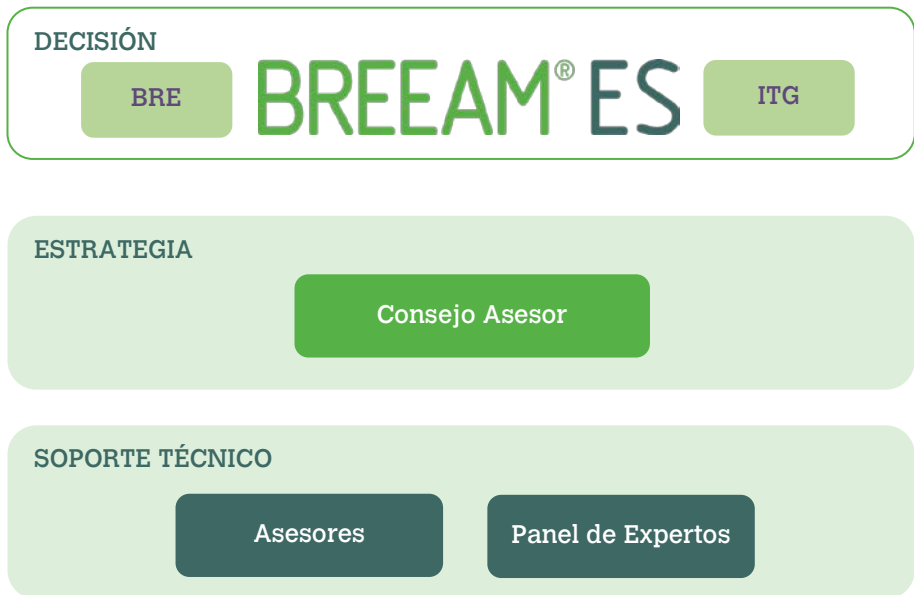 DECISIÓN
BRE
BREEAM® ES
ITG
ESTRATEGIA
Consejo Asesor
SOPORTE TÉCNICO
Asesores
Panel de Expertos